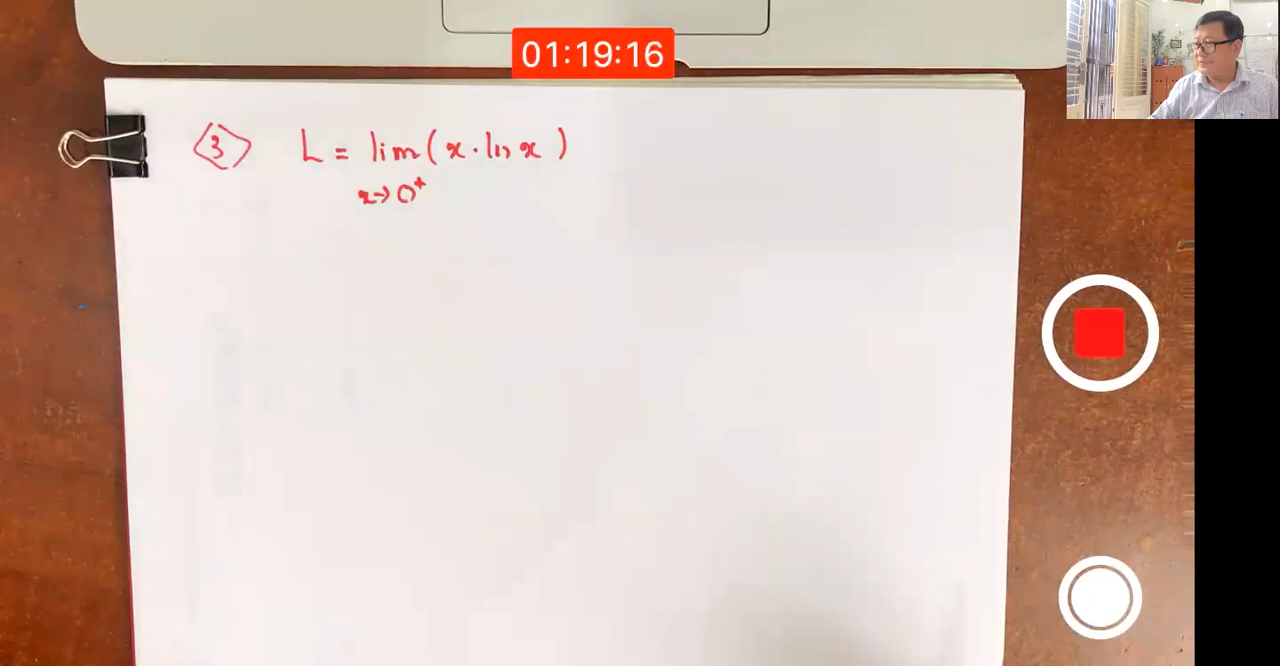 01:19:16
3 L = lim ( x . ln x )
x → 0⁺